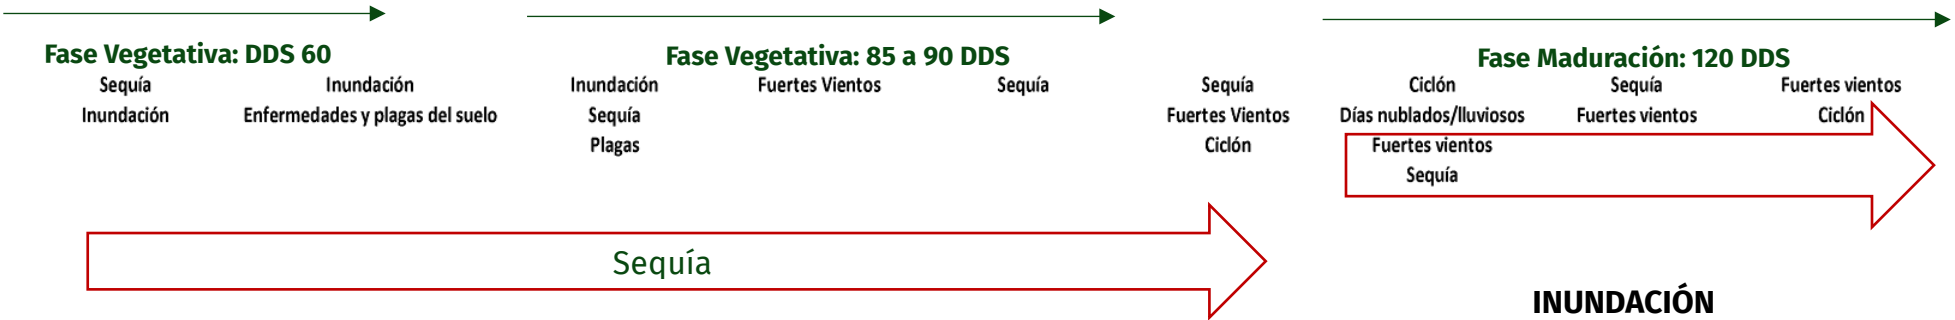 Fase Vegetativa: DDS 60
Sequía
Inundación
Inundación
Enfermedades y plagas del suelo
Fase Vegetativa: 85 a 90 DDS
Inundación
Sequía
Plagas
Fuertes Vientos
Sequía
Sequía
Fuertes Vientos
Ciclón
Fase Maduración: 120 DDS
Ciclón
Días nublados/lluviosos
Fuertes vientos
Sequía
Sequía
Fuertes vientos
Fuertes vientos
Ciclón
Sequía
INUNDACIÓN